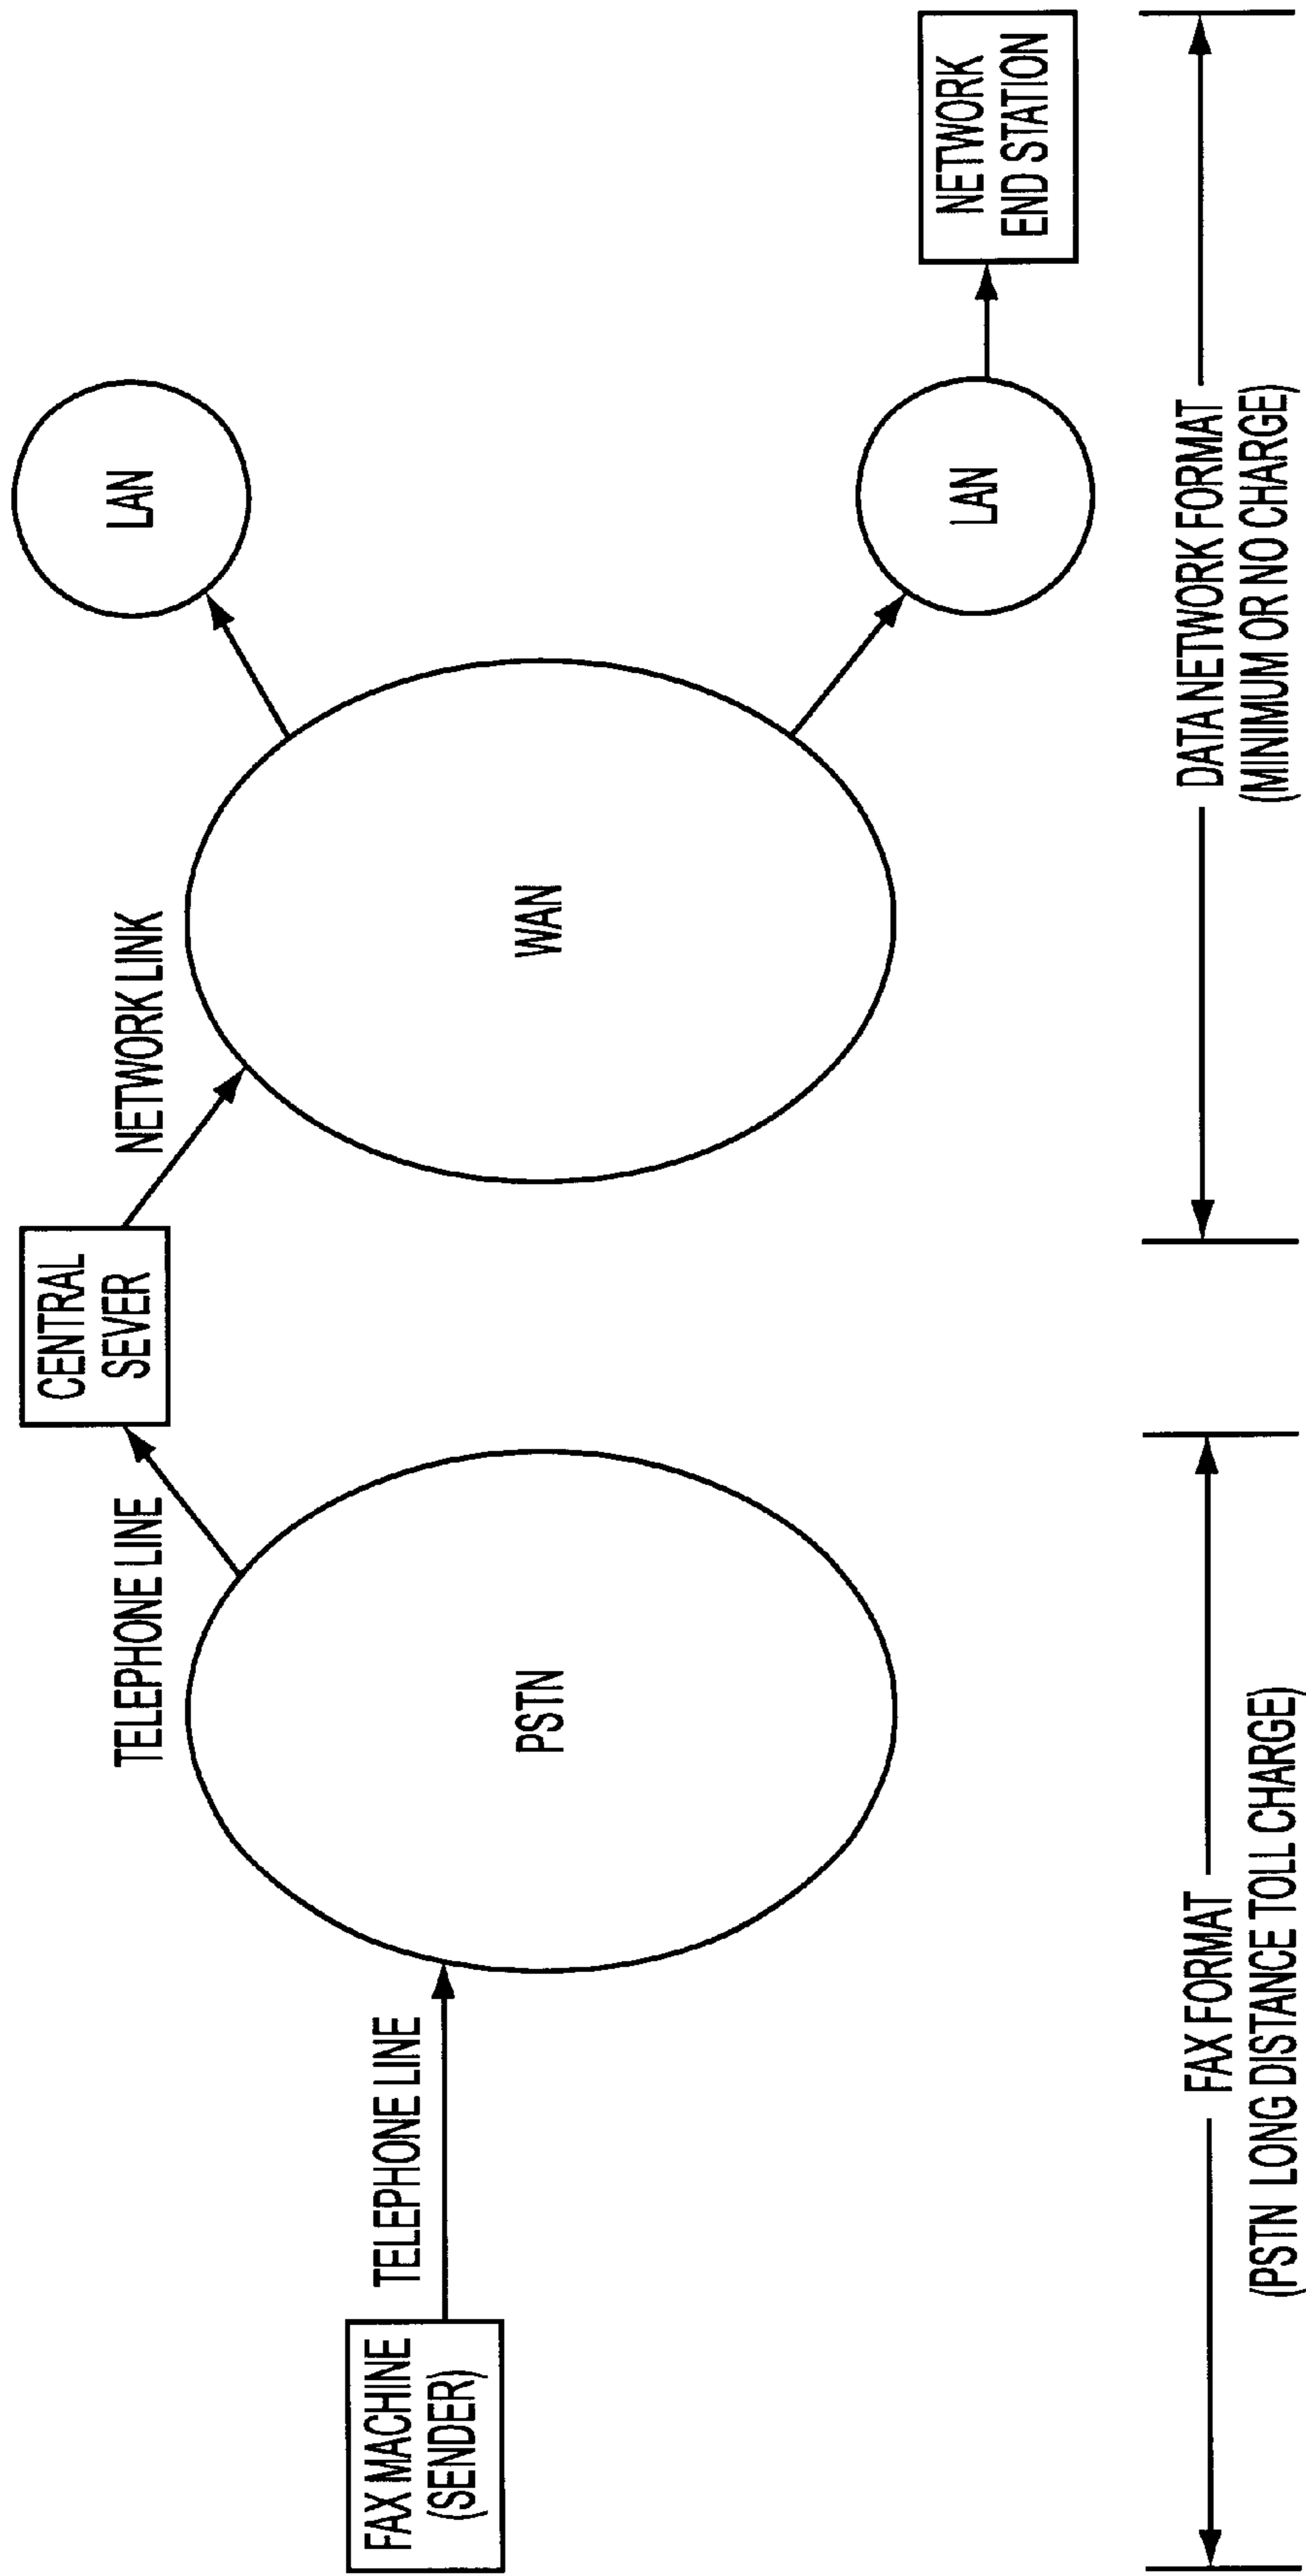 FAX MACHINE
(SENDER)
TELEPHONE LINE
PSTN
TELEPHONE LINE
CENTRAL
SEVER
NETWORK LINK
WAN
LAN
LAN
NETWORK
END STATION
FAX FORMAT
(PSTN LONG DISTANCE TOLL CHARGE)
DATA NETWORK FORMAT
(MINIMUM OR NO CHARGE)